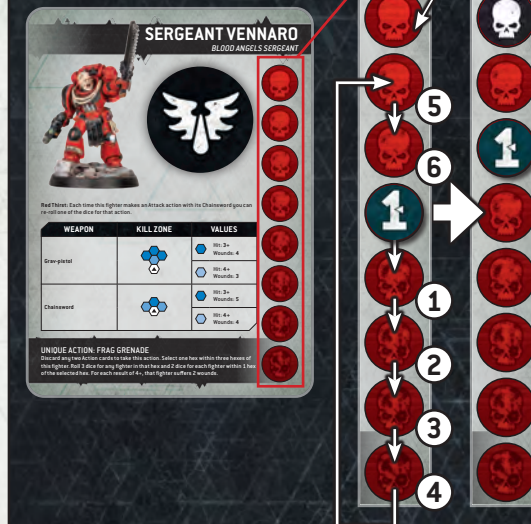 SERGEANT VENNARO
BLOOD ANGELS SERGEANT
Red Thirst: Each time this fighter makes an Attack action with its Chainsword you can
re-roll one of the dice for that action.
WEAPON KILL ZONE VALUES
Grav-pistol
Hit: 3+
Wounds: 4
Hit: 4+
Wounds: 3
Chainsword
Hit: 3+
Wounds: 5
Hit: 4+
Wounds: 4
UNIQUE ACTION: FRAG GRENADE
Discard any two Action cards to take this action. Select one hex within three hexes of
this fighter. Roll 3 dice for any fighter in that hex and 2 dice for each fighter within 1 hex
of the selected hex. For each result of 4+, that fighter suffers 2 wounds.
5
6
1
1
2
3
4
1